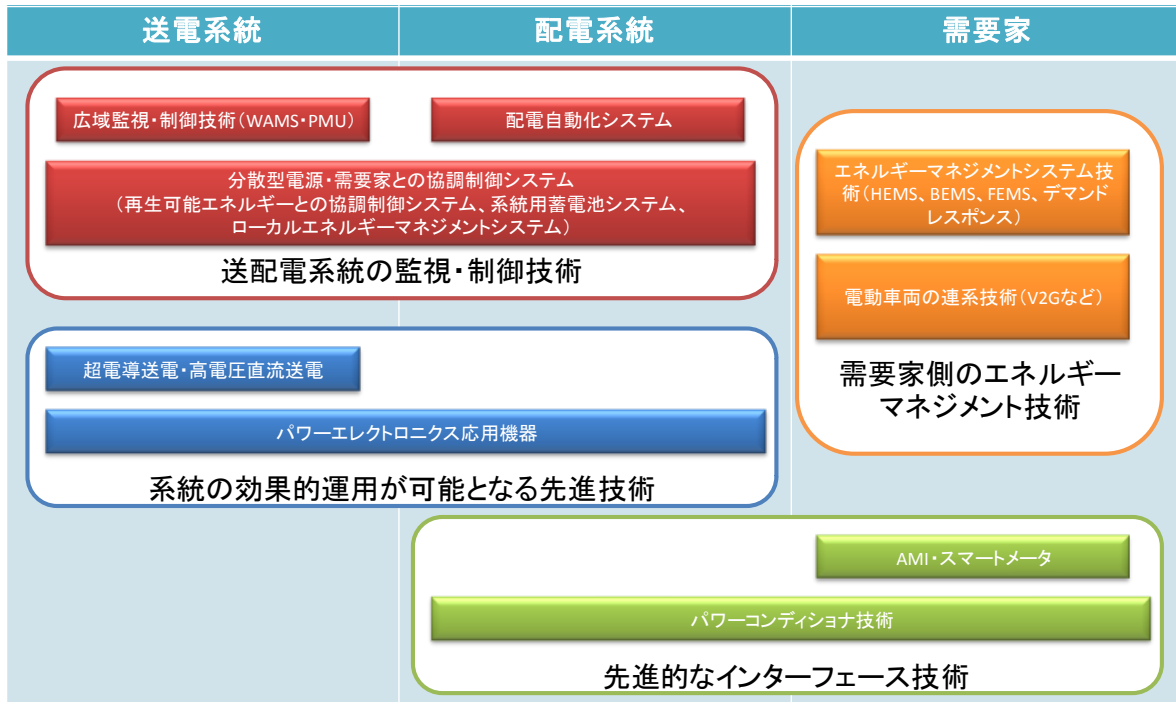 送電系統
配電系統
需要家
広域監視・制御技術(WAMS・PMU)
配電自動化システム
分散型電源・需要家との協調制御システム
(再生可能エネルギーとの協調制御システム、系統用蓄電池システム、
ローカルエネルギーマネジメントシステム)
送配電系統の監視・制御技術
エネルギーマネジメントシステム技
術(HEMS、BEMS、FEMS、デマンド
レスポンス)
電動車両の連系技術(V2Gなど)
需要家側のエネルギー
マネジメント技術
超電導送電・高電圧直流送電
パワーエレクトロニクス応用機器
系統の効果的運用が可能となる先進技術
AMI・スマートメータ
パワーコンディショナ技術
先進的なインターフェース技術